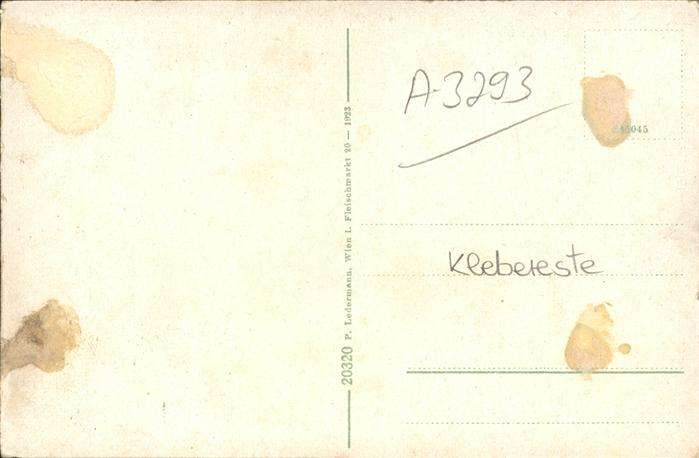 A-3293
20320 P. Ledermann, Wien I. Fleischmarkt 20 — 1923
Klebereste